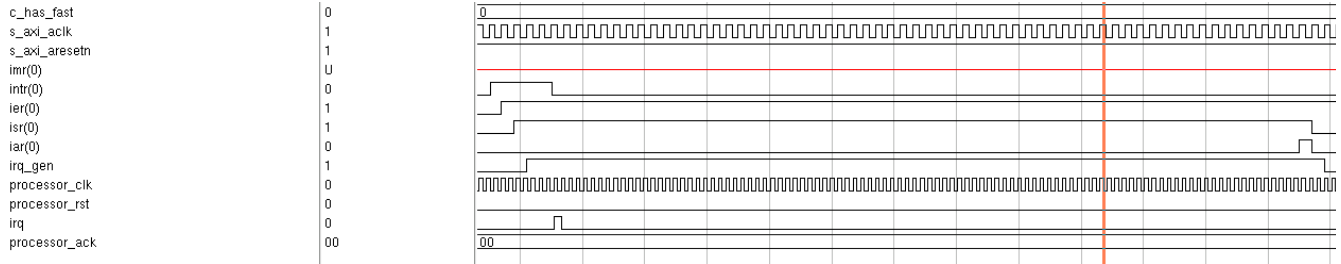 c_has_fast 0 0
s_axi_aclk 1
s_axi_aresetn 1
imr(0) U
intr(0) 0
ier(0) 1
isr(0) 1
iar(0) 0
irq_gen 1
processor_clk 0
processor_rst 0
irq 0
processor_ack 00 00